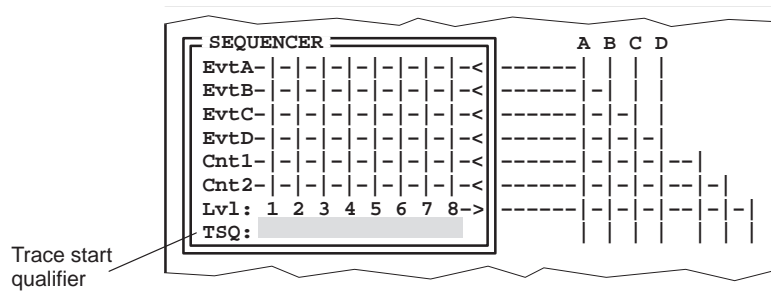 SEQUENCER A B C D
EvtA-|-|-|-|-|-|-|-|-< ------| | | |
EvtB-|-|-|-|-|-|-|-|-< ------|-| | |
EvtC-|-|-|-|-|-|-|-|-< ------|-|-| |
EvtD-|-|-|-|-|-|-|-|-< ------|-|-|-|
Cnt1-|-|-|-|-|-|-|-|-< ------|-|-|-|--|
Cnt2-|-|-|-|-|-|-|-|-< ------|-|-|-|--|-|
Lvl: 1 2 3 4 5 6 7 8-> ------|-|-|-|--|-|-|
TSQ: | | | | | | |
Trace start
qualifier